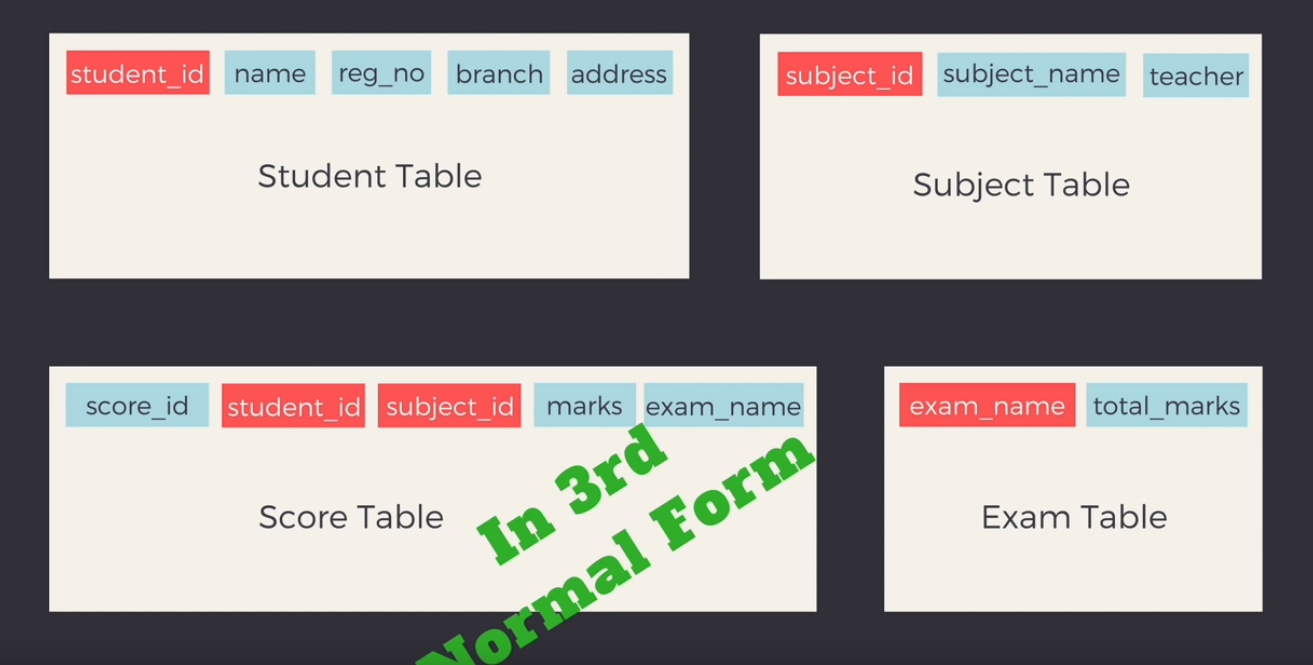 student_id name reg_no branch address
Student Table
subject_id subject_name teacher
Subject Table
score_id student_id subject_id marks exam_name
Score Table
exam_name total_marks
Exam Table
In 3rd
Normal Form